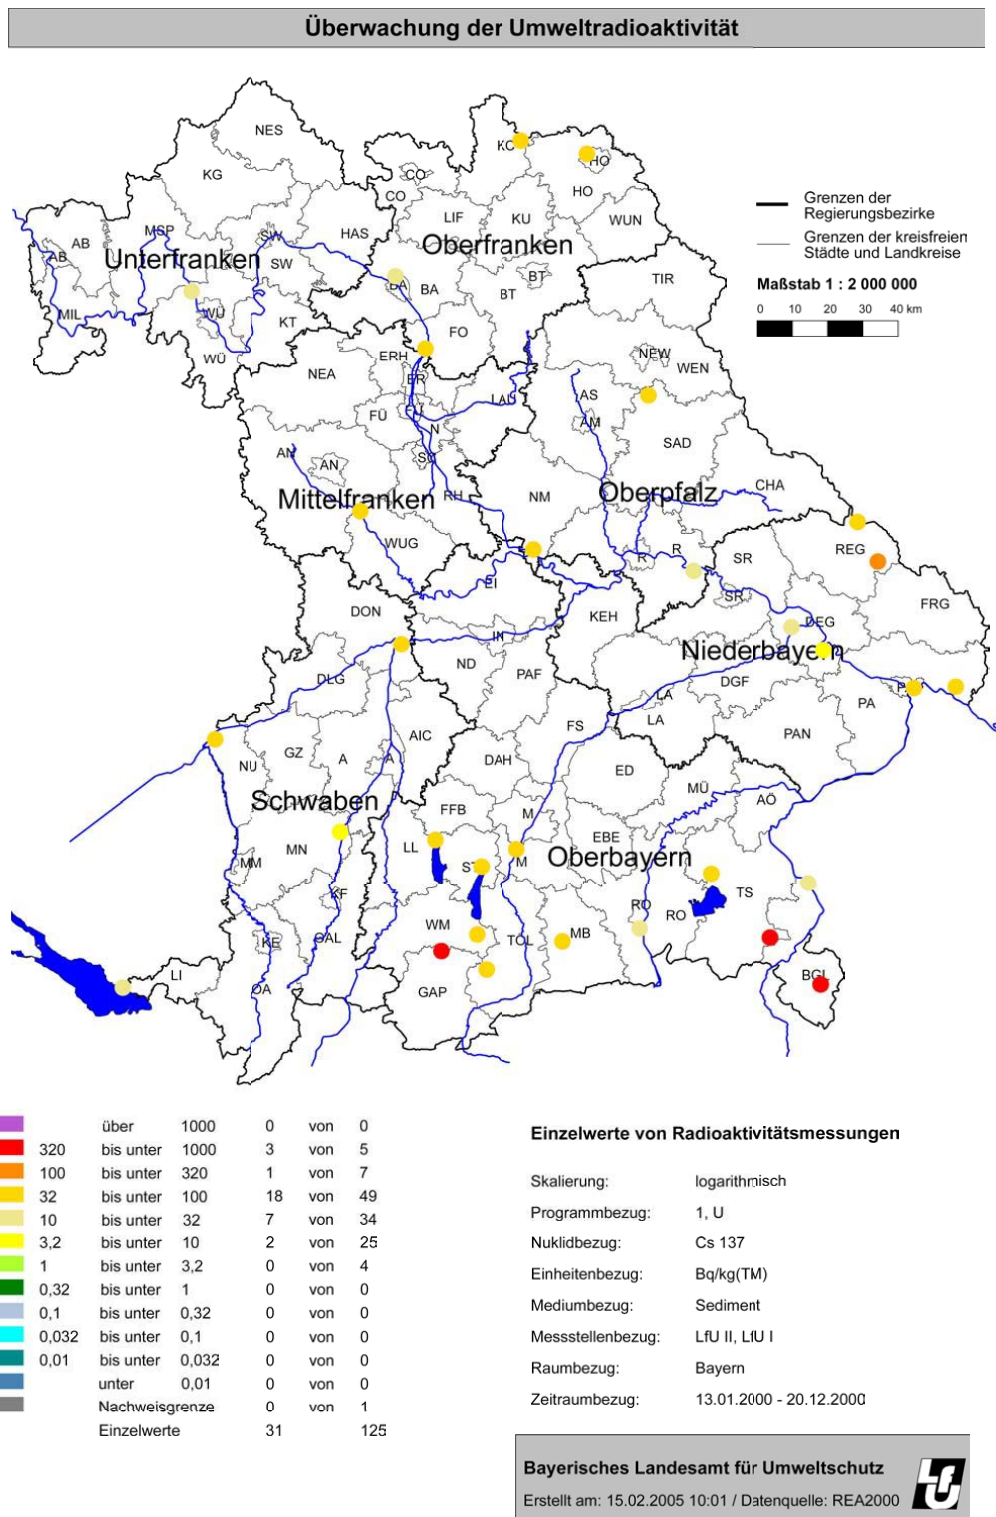 Überwachung der Umweltradioaktivität
NES
KC
HO
KG
CO
CO
HO
LIF
KU
WUN
Grenzen der
Regierungsbezirke
MSP
SW
HAS
Oberfranken
Grenzen der kreisfreien
Städte und Landkreise
AB
AB
Unterfranken
SW
BT
TIR
Maßstab 1 : 2 000 000
BA
BA
BT
0 10 20 30 40 km
MIL
WÜ
KT
FO
WÜ
ERH
NEW
WEN
NEA
ER
LAU
AS
FÜ
FÜ
N
AM
SAD
AN
AN
SC
CHA
Mittelfranken
RH
NM
Oberpfalz
WUG
R
R
SR
REG
EI
SR
FRG
DON
KEH
DEG
IN
Niederbayern
ND
PAF
DGF
DLG
LA
PA
PA
LA
FS
PAN
AIC
NU
GZ
A
A
DAH
ED
MÜ
AÖ
Schwaben
FFB
M
EBE
LL
ST
M
Oberbayern
MM
MN
KF
RO
RO
TS
WM
TÖL
MB
KE
OAL
LI
OA
GAP
BGL
über 1000 0 von 0
320 bis unter 1000 3 von 5
100 bis unter 320 1 von 7
32 bis unter 100 18 von 49
10 bis unter 32 7 von 34
3,2 bis unter 10 2 von 25
1 bis unter 3,2 0 von 4
0,32 bis unter 1 0 von 0
0,1 bis unter 0,32 0 von 0
0,032 bis unter 0,1 0 von 0
0,01 bis unter 0,032 0 von 0
unter 0,01 0 von 0
Nachweisgrenze 0 von 1
Einzelwerte 31 125
Einzelwerte von Radioaktivitätsmessungen
Skalierung: logarithmisch
Programmbezug: 1, U
Nuklidbezug: Cs 137
Einheitenbezug: Bq/kg(TM)
Mediumbezug: Sediment
Messstellenbezug: LfU II, LfU I
Raumbezug: Bayern
Zeitraumbezug: 13.01.2000 - 20.12.2000
Bayerisches Landesamt für Umweltschutz
Erstellt am: 15.02.2005 10:01 / Datenquelle: REA2000
LfU